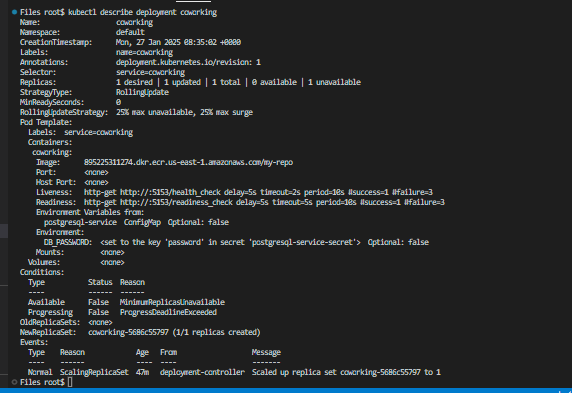 Files root$ kubectl describe deployment coworking
Name:                   coworking
Namespace:              default
CreationTimestamp:      Mon, 27 Jan 2025 08:35:02 +0000
Labels:                 name=coworking
Annotations:            deployment.kubernetes.io/revision: 1
Selector:               service=coworking
Replicas:               1 desired | 1 updated | 1 total | 0 available | 1 unavailable
StrategyType:           RollingUpdate
MinReadySeconds:        0
RollingUpdateStrategy:  25% max unavailable, 25% max surge
Pod Template:
  Labels:  service=coworking
  Containers:
   coworking:
    Image:      895225311274.dkr.ecr.us-east-1.amazonaws.com/my-repo
    Port:       <none>
    Host Port:  <none>
    Liveness:   http-get http://:5153/health_check delay=5s timeout=2s period=10s #success=1 #failure=3
    Readiness:  http-get http://:5153/readiness_check delay=5s timeout=5s period=10s #success=1 #failure=3
    Environment Variables from:
      postgresql-service  ConfigMap  Optional: false
    Environment:
      DB_PASSWORD:  <set to the key 'password' in secret 'postgresql-service-secret'>  Optional: false
    Mounts:         <none>
  Volumes:          <none>
Conditions:
  Type           Status  Reason
  ----           ------  ------
  Available      False   MinimumReplicasUnavailable
  Progressing    False   ProgressDeadlineExceeded
OldReplicaSets:  <none>
NewReplicaSet:   coworking-5686c55797 (1/1 replicas created)
Events:
  Type    Reason             Age   From                   Message
  ----    ------             ----  ----                   -------
  Normal  ScalingReplicaSet  47m   deployment-controller  Scaled up replica set coworking-5686c55797 to 1
Files root$